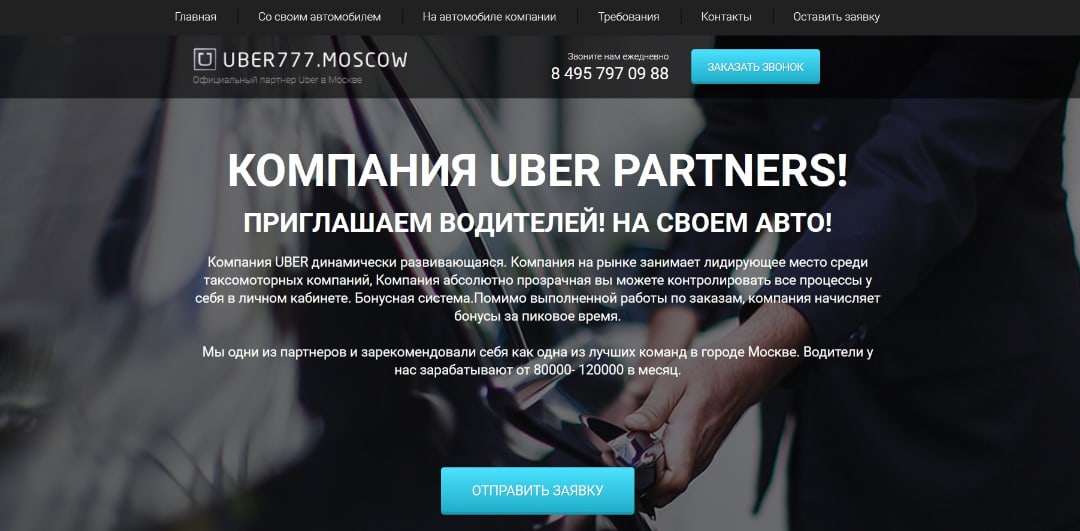 Главная Со своим автомобилем На автомобиле компании Требования Контакты Оставить заявку
UBER777.MOSCOW
Официальный партнер Uber в Москве
Звоните нам ежедневно
8 495 797 09 88
ЗАКАЗАТЬ ЗВОНОК
КОМПАНИЯ UBER PARTNERS!
ПРИГЛАШАЕМ ВОДИТЕЛЕЙ! НА СВОЕМ АВТО!
Компания UBER динамически развивающаяся. Компания на рынке занимает лидирующее место среди
таксомоторных компаний, Компания абсолютно прозрачная вы можете контролировать все процессы у
себя в личном кабинете. Бонусная система.Помимо выполненной работы по заказам, компания начисляет
бонусы за пиковое время.
Мы одни из партнеров и зарекомендовали себя как одна из лучших команд в городе Москве. Водители у
нас зарабатывают от 80000- 120000 в месяц.
ОТПРАВИТЬ ЗАЯВКУ